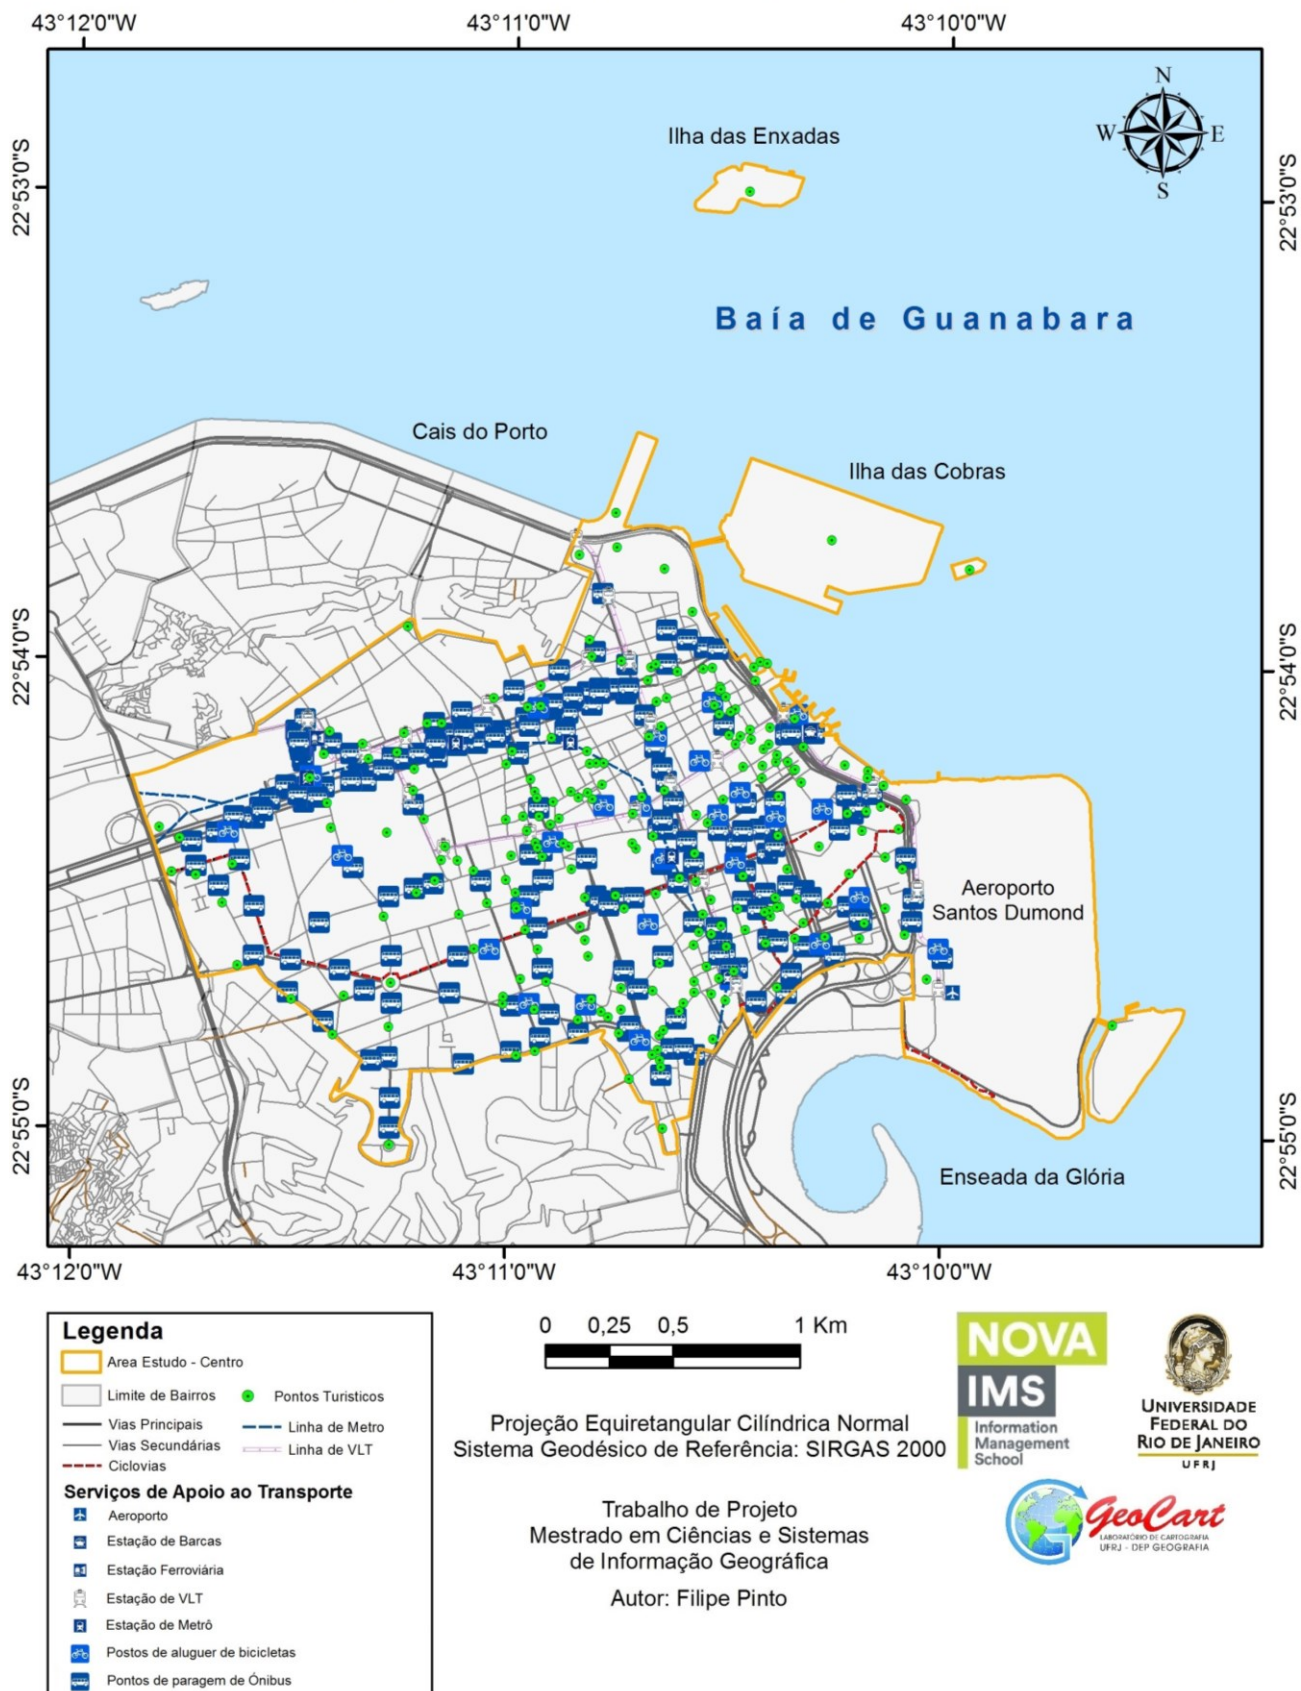 43°12'0"W
43°11'0"W
43°10'0"W
N
W
E
S
22°53'0"S
22°53'0"S
Ilha das Enxadas
Baía de Guanabara
Cais do Porto
Ilha das Cobras
22°54'0"S
22°54'0"S
Aeroporto
Santos Dumond
22°55'0"S
22°55'0"S
Enseada da Glória
43°12'0"W
43°11'0"W
43°10'0"W
Legenda
Area Estudo - Centro
Limite de Bairros
Pontos Turisticos
Vias Principais
Linha de Metro
Vias Secundárias
Linha de VLT
Ciclovias
Serviços de Apoio ao Transporte
Aeroporto
Estação de Barcas
Estação Ferroviária
Estação de VLT
Estação de Metrô
Postos de aluguer de bicicletas
Pontos de paragem de Ónibus
0 0,25 0,5 1 Km
Projeção Equiretangular Cilíndrica Normal
Sistema Geodésico de Referência: SIRGAS 2000
Trabalho de Projeto
Mestrado em Ciências e Sistemas
de Informação Geográfica
Autor: Filipe Pinto
NOVA
IMS
Information
Management
School
UNIVERSIDADE
FEDERAL DO
RIO DE JANEIRO
UFRJ
GeoCart
LABORATÓRIO DE CARTOGRAFIA
UFRJ - DEP GEOGRAFIA